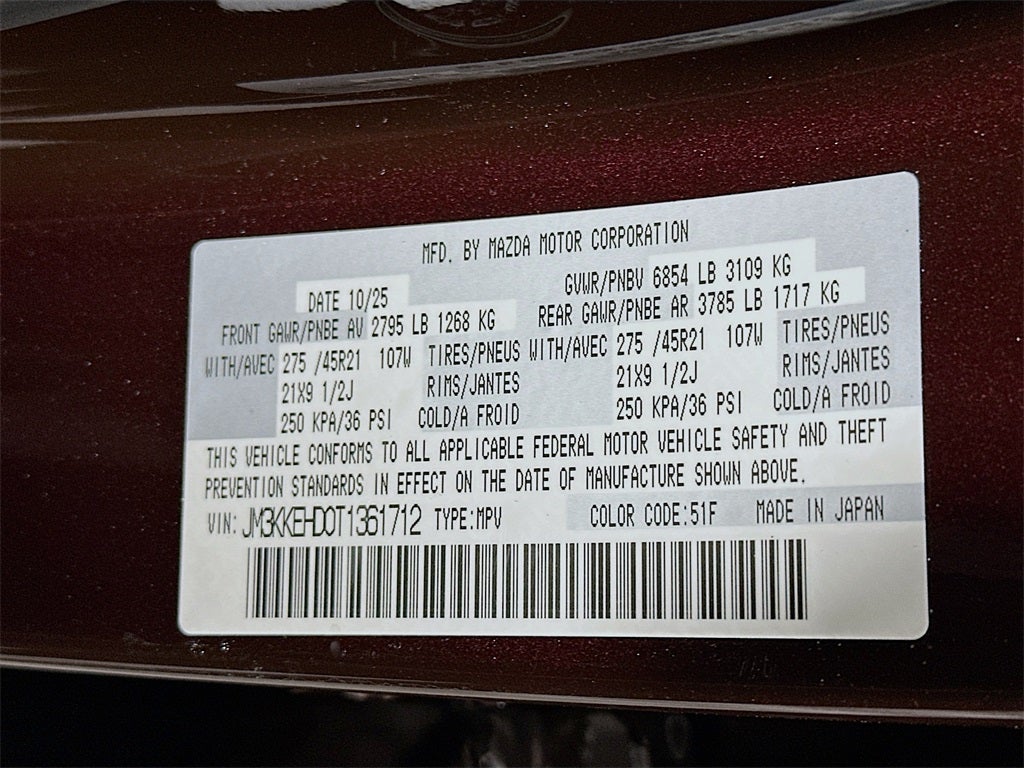 MFD. BY MAZDA MOTOR CORPORATION
DATE 10/25 GVWR/PNBV 6854 LB 3109 KG
FRONT GAWR/PNBE AV 2795 LB 1268 KG REAR GAWR/PNBE AR 3785 LB 1717 KG
WITH/AVEC 275 /45R21 107W TIRES/PNEUS WITH/AVEC 275 /45R21 107W TIRES/PNEUS
21X9 1/2J RIMS/JANTES 21X9 1/2J RIMS/JANTES
250 KPA/36 PSI COLD/A FROID 250 KPA/36 PSI COLD/A FROID
THIS VEHICLE CONFORMS TO ALL APPLICABLE FEDERAL MOTOR VEHICLE SAFETY AND THEFT
PREVENTION STANDARDS IN EFFECT ON THE DATE OF MANUFACTURE SHOWN ABOVE.
VIN: JM3KKEHD0T1361712 TYPE:MPV COLOR CODE:51F MADE IN JAPAN